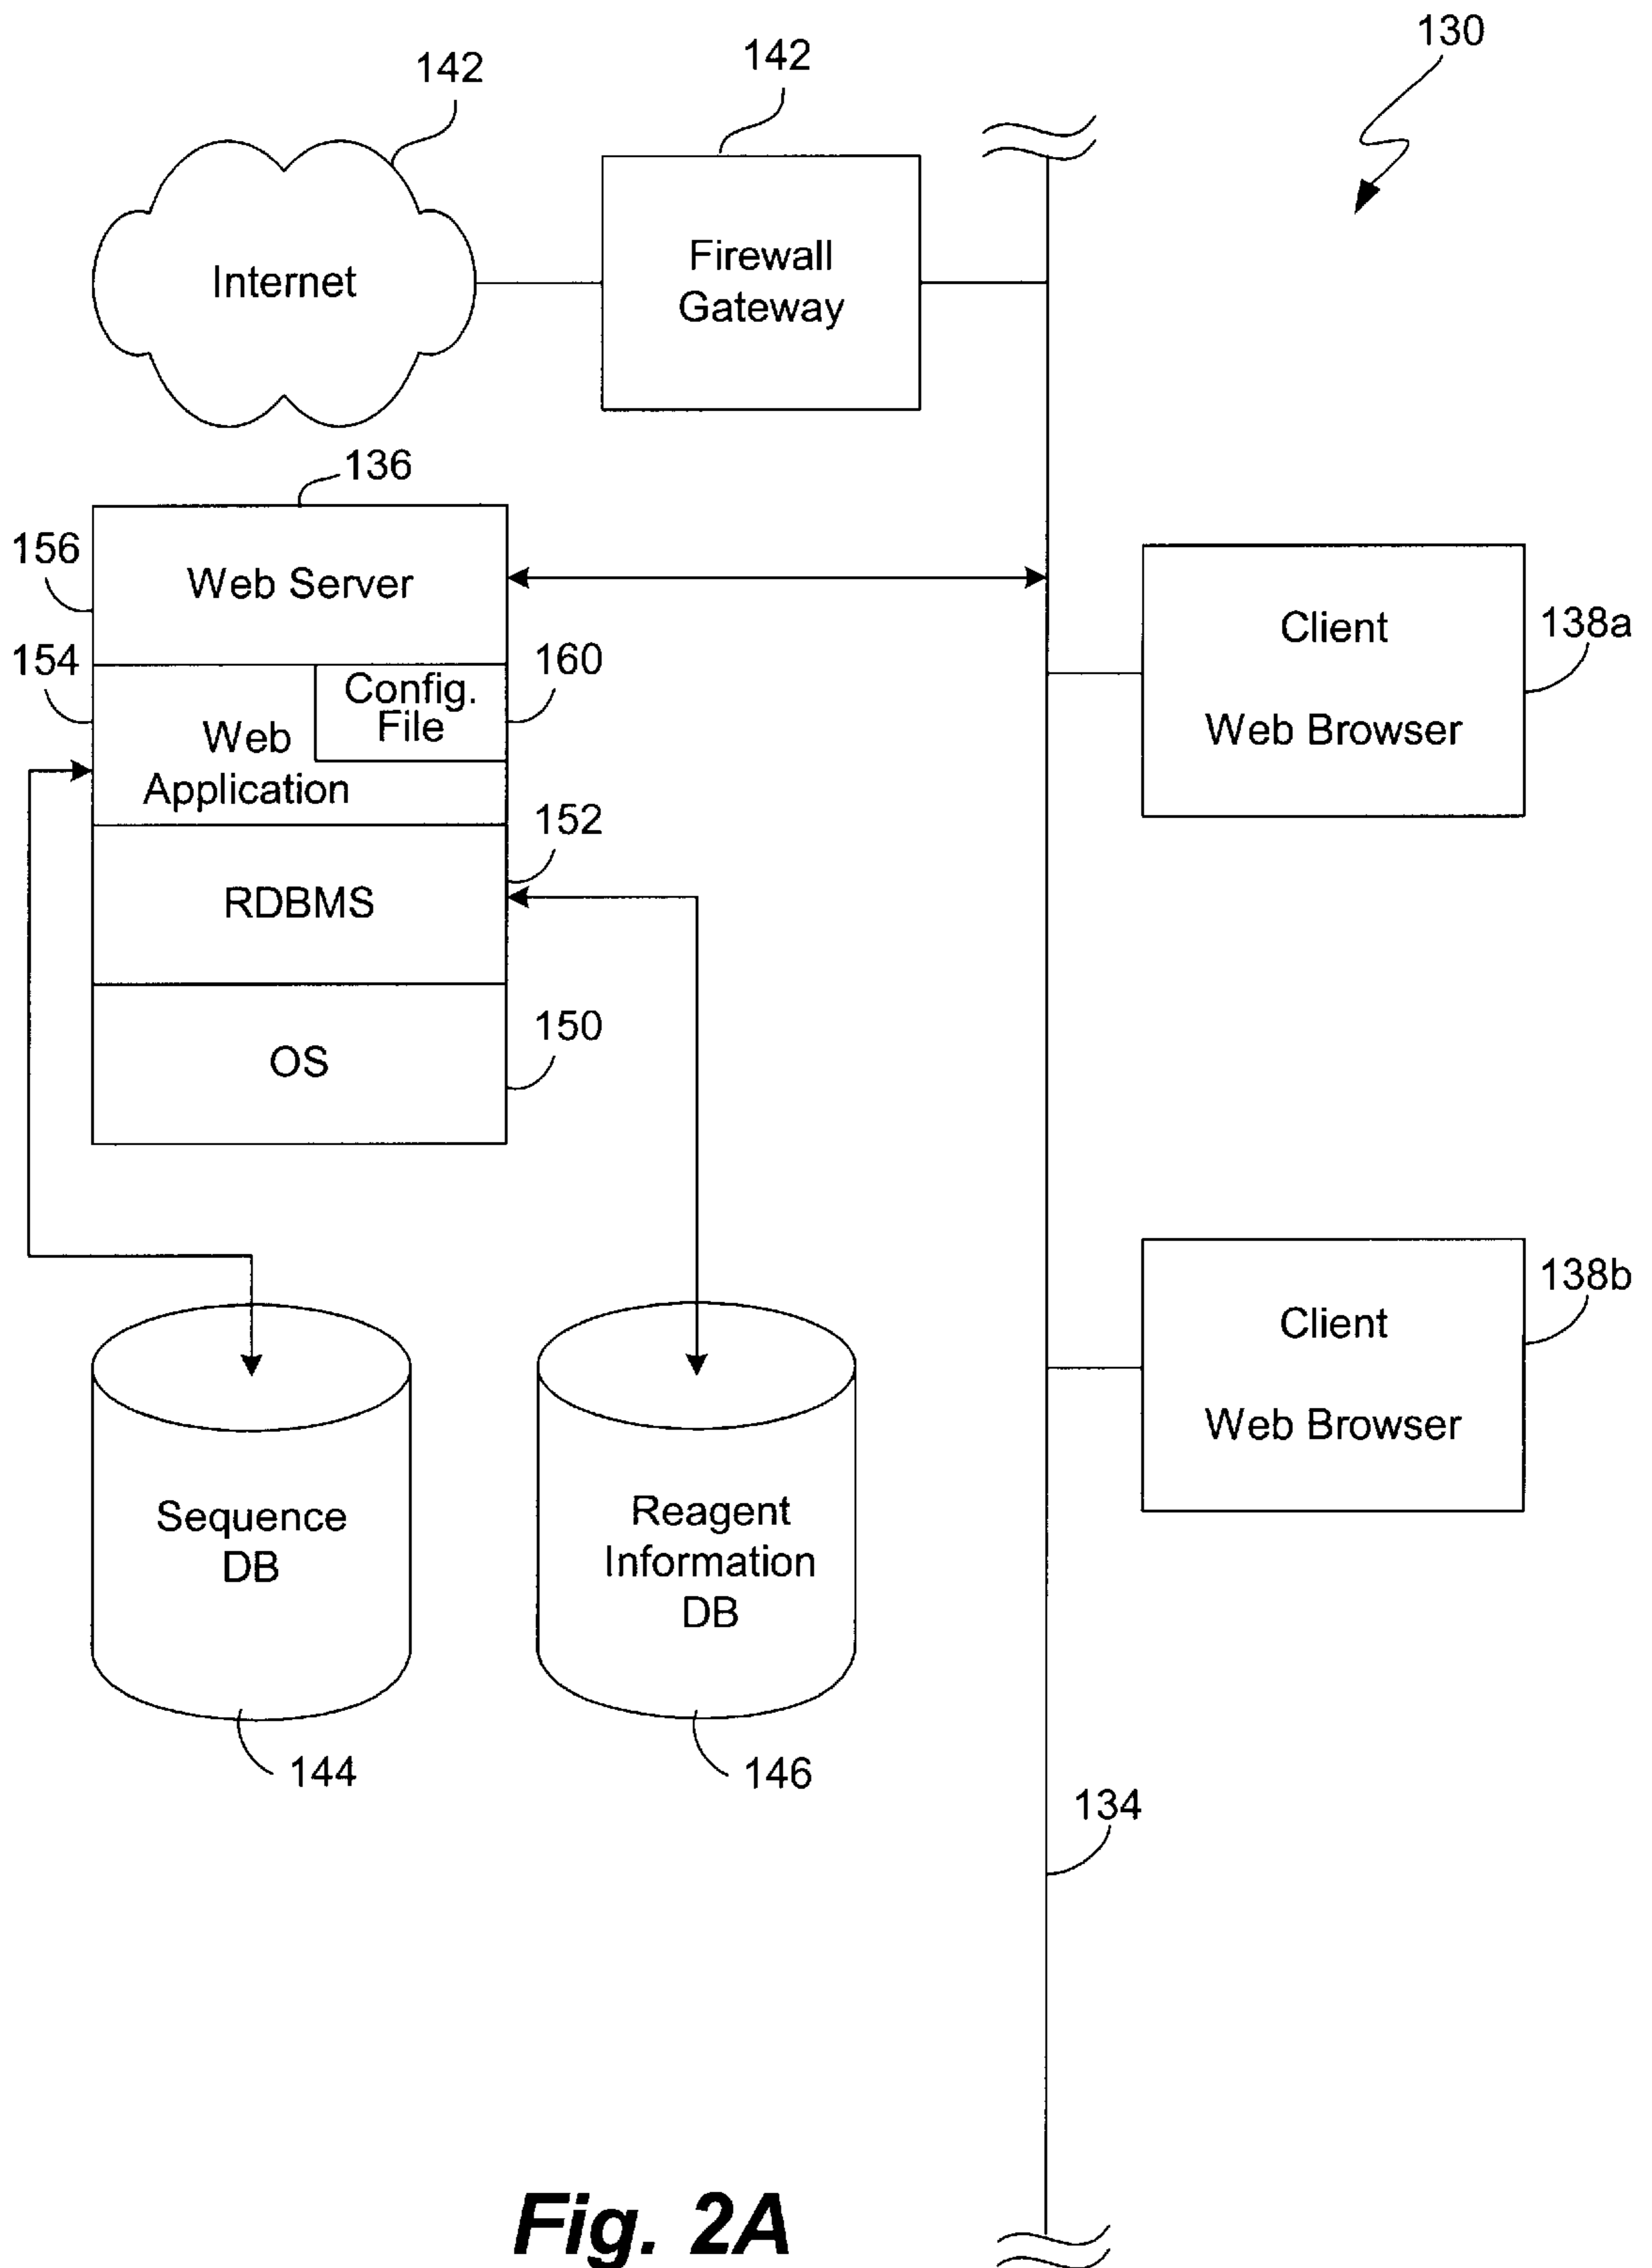 130
142
142
Internet
Firewall
Gateway
136
156
Web Server
154
Config.
File
160
Web
Application
152
RDBMS
150
OS
Client
Web Browser
138a
Client
Web Browser
138b
Sequence
DB
Reagent
Information
DB
144
146
134
Fig. 2A